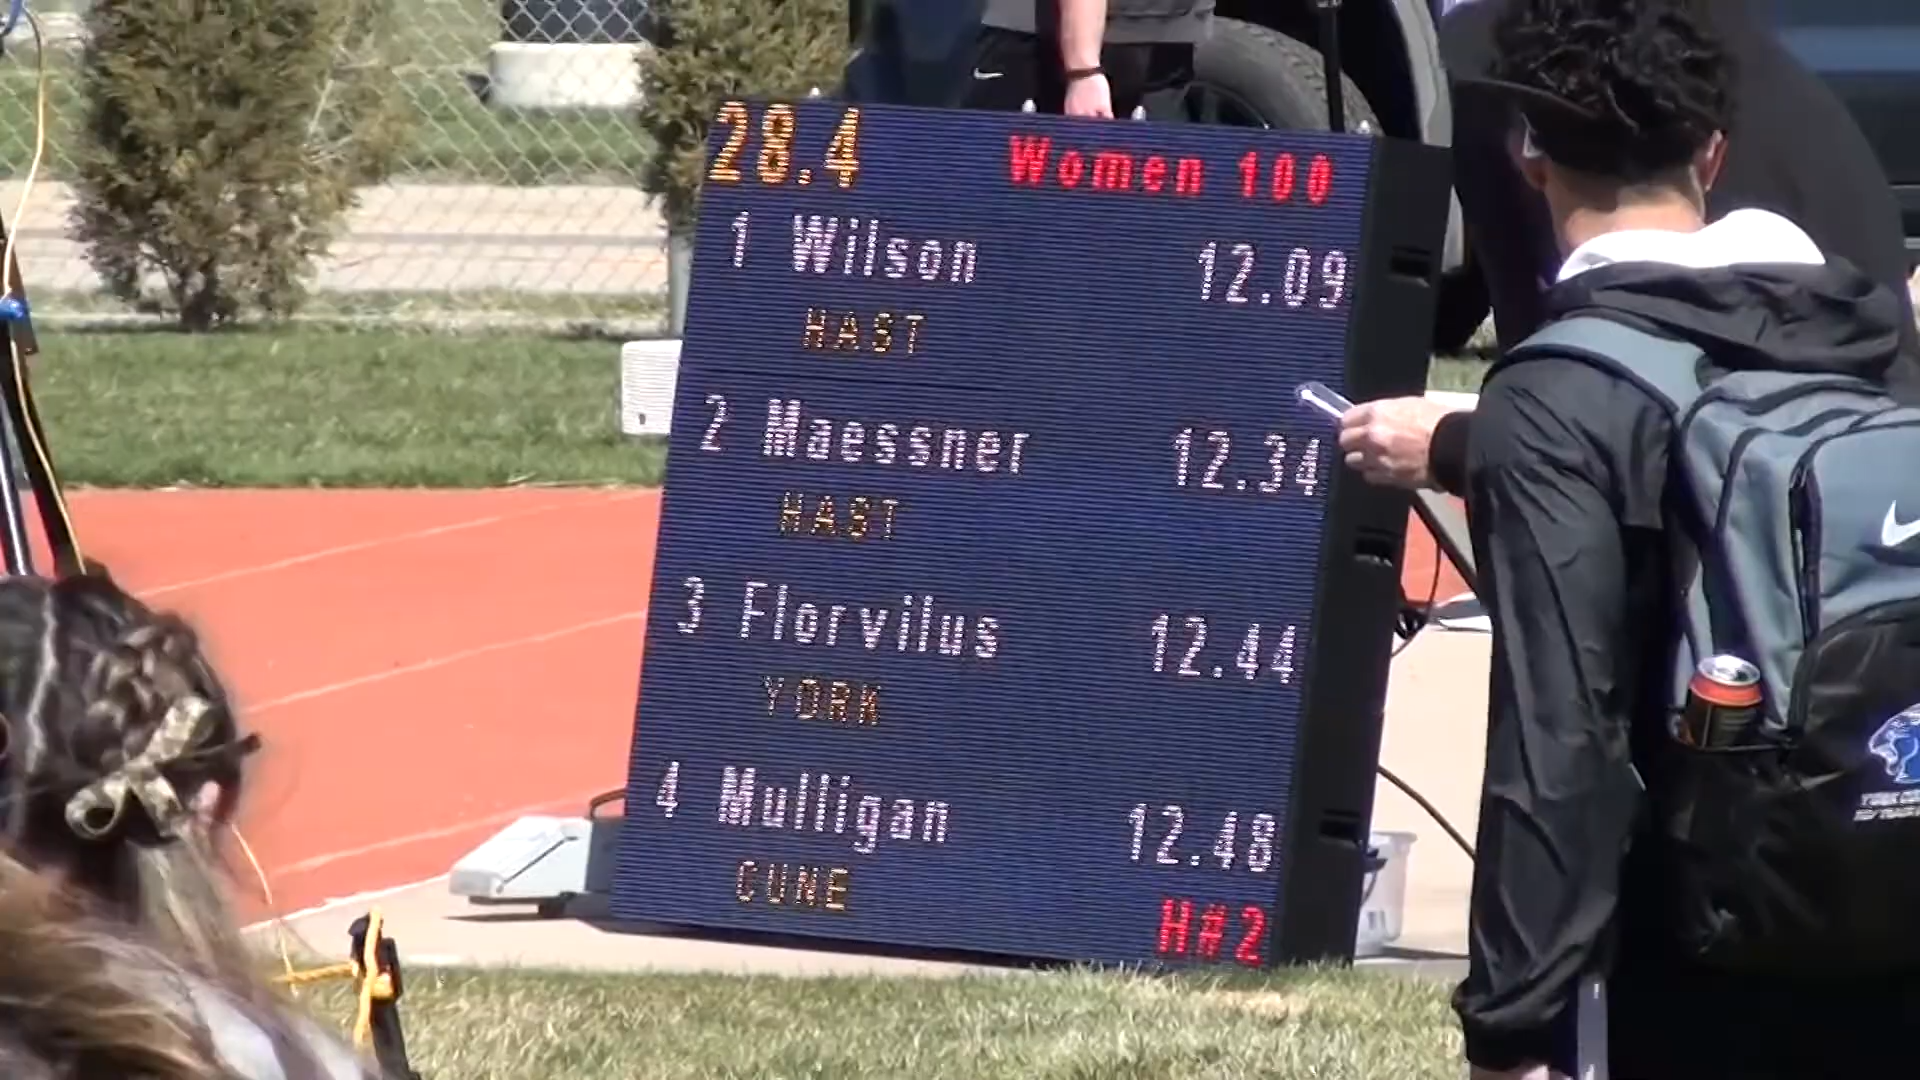 28.4 Women 100
1 Wilson 12.09
HAST
2 Maessner 12.34
HAST
3 Florvilus 12.44
YORK
4 Mulligan 12.48
CUNE
H#2